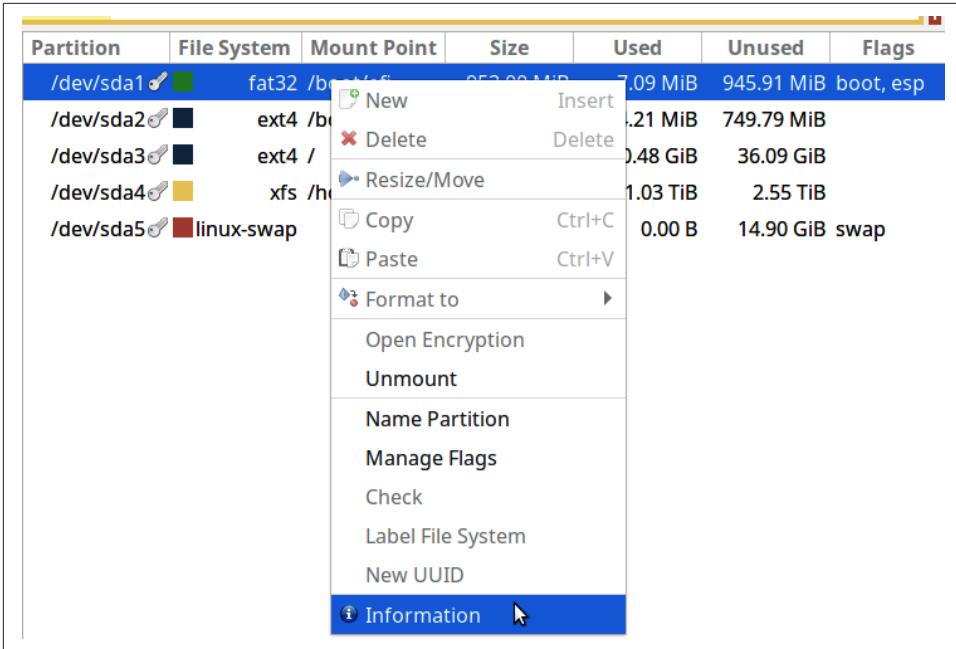 Partition File System Mount Point Size Used Unused Flags
/dev/sda1 fat32 945.91 MiB boot, esp
/dev/sda2 ext4 749.79 MiB
/dev/sda3 ext4 / 36.09 GiB
/dev/sda4 xfs 1.03 TiB 2.55 TiB
/dev/sda5 linux-swap 0.00 B 14.90 GiB swap
New Insert
Delete Delete
Resize/Move
Copy Ctrl+C
Paste Ctrl+V
Format to
Open Encryption
Unmount
Name Partition
Manage Flags
Check
Label File System
New UUID
Information